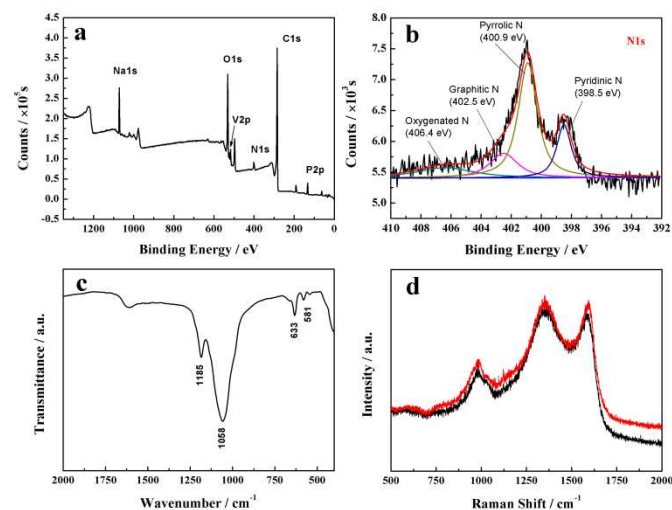 a
C1s
O1s
Na1s
V2p
N1s
P2p
Counts / ×10⁵s
4.5
4.0
3.5
3.0
2.5
2.0
1.5
1.0
0.5
0.0
-0.5
1200 1000 800 600 400 200 0
Binding Energy / eV
b
N1s
Pyrrolic N
(400.9 eV)
Graphitic N
(402.5 eV)
Pyridinic N
(398.5 eV)
Oxygenated N
(406.4 eV)
Counts / ×10³s
8.0
7.5
7.0
6.5
6.0
5.5
5.0
410 408 406 404 402 400 398 396 394 392
Binding Energy / eV
c
Transmittance / a.u.
1185
1058
633
581
2000 1750 1500 1250 1000 750 500
Wavenumber / cm⁻¹
d
Intensity / a.u.
500 750 1000 1250 1500 1750 2000
Raman Shift / cm⁻¹